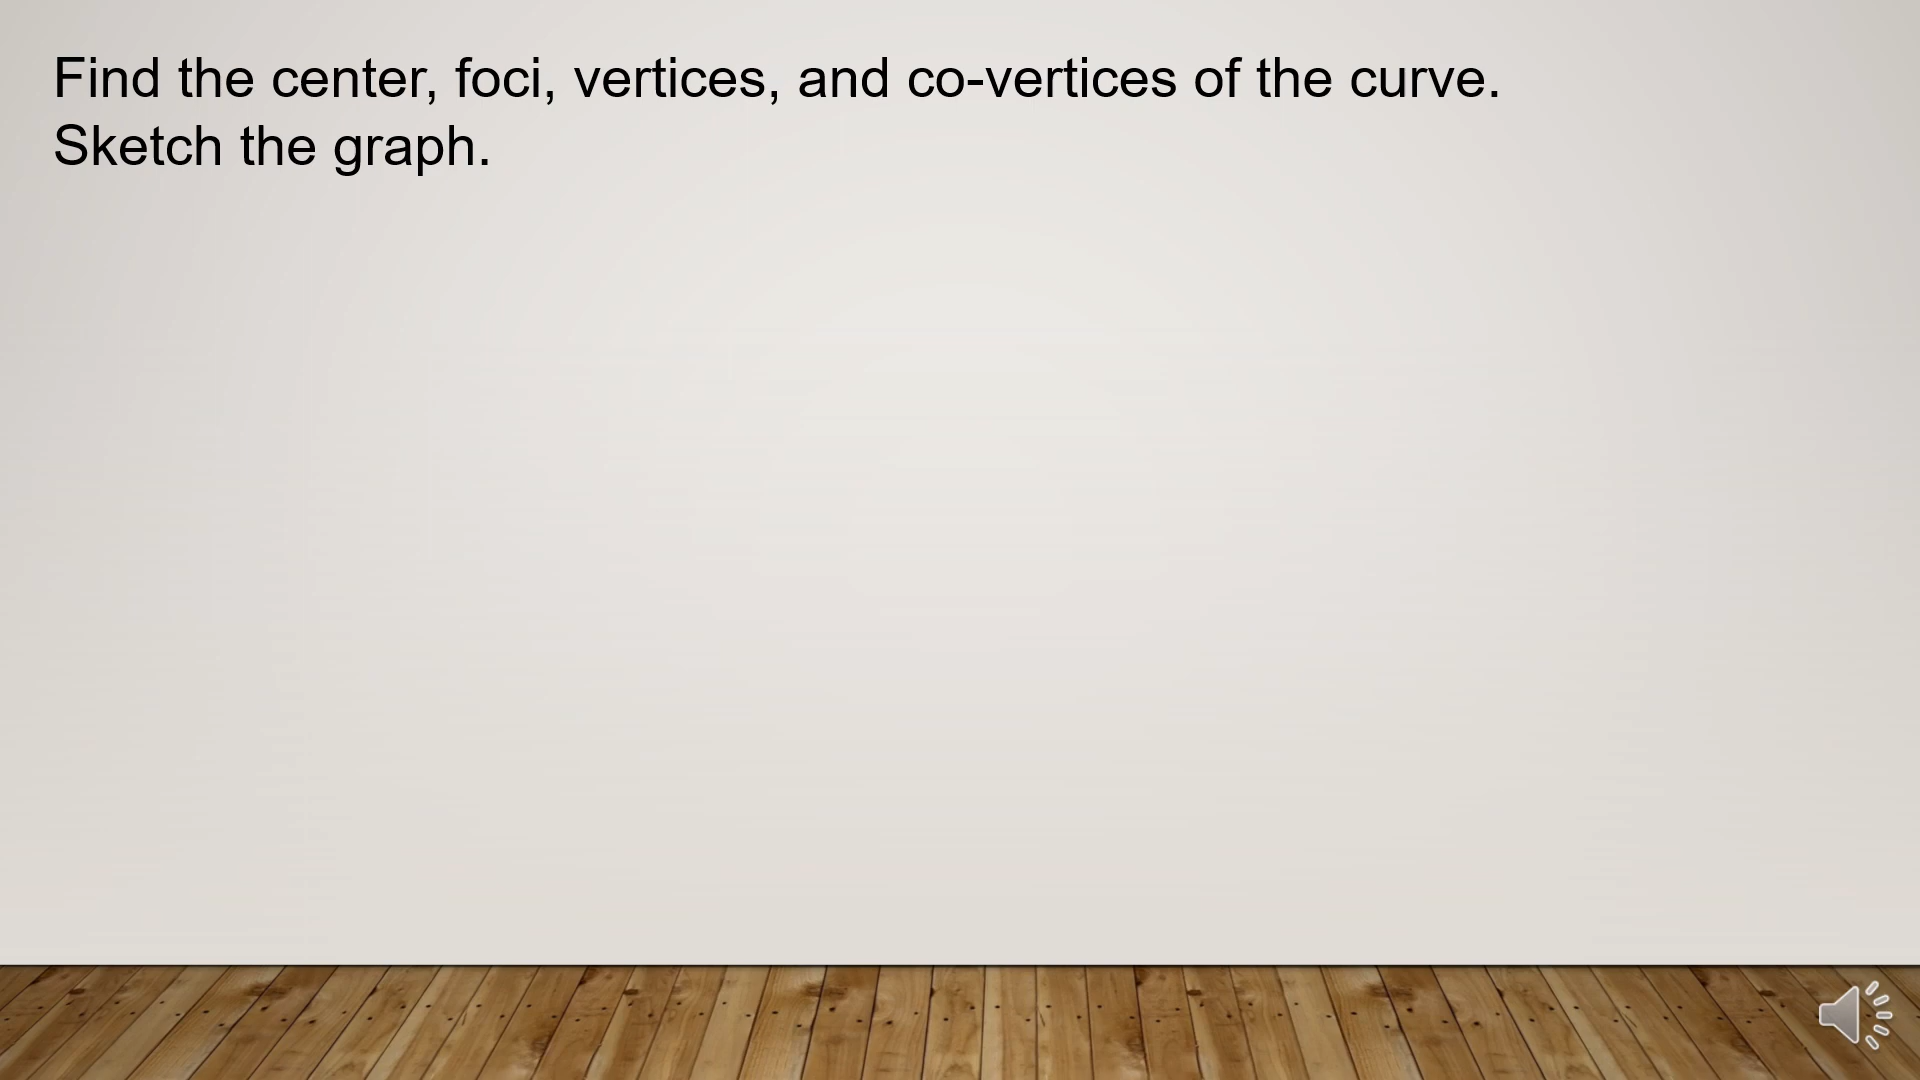 Find the center, foci, vertices, and co-vertices of the curve.
Sketch the graph.